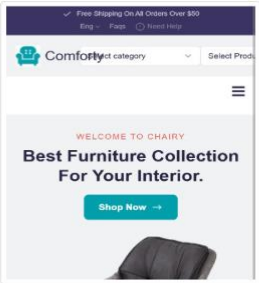 Free Shipping On All Orders Over $50
Eng Faqs Need Help
Comforty
Select category
Select Produ
WELCOME TO CHAIRY
Best Furniture Collection
For Your Interior.
Shop Now →